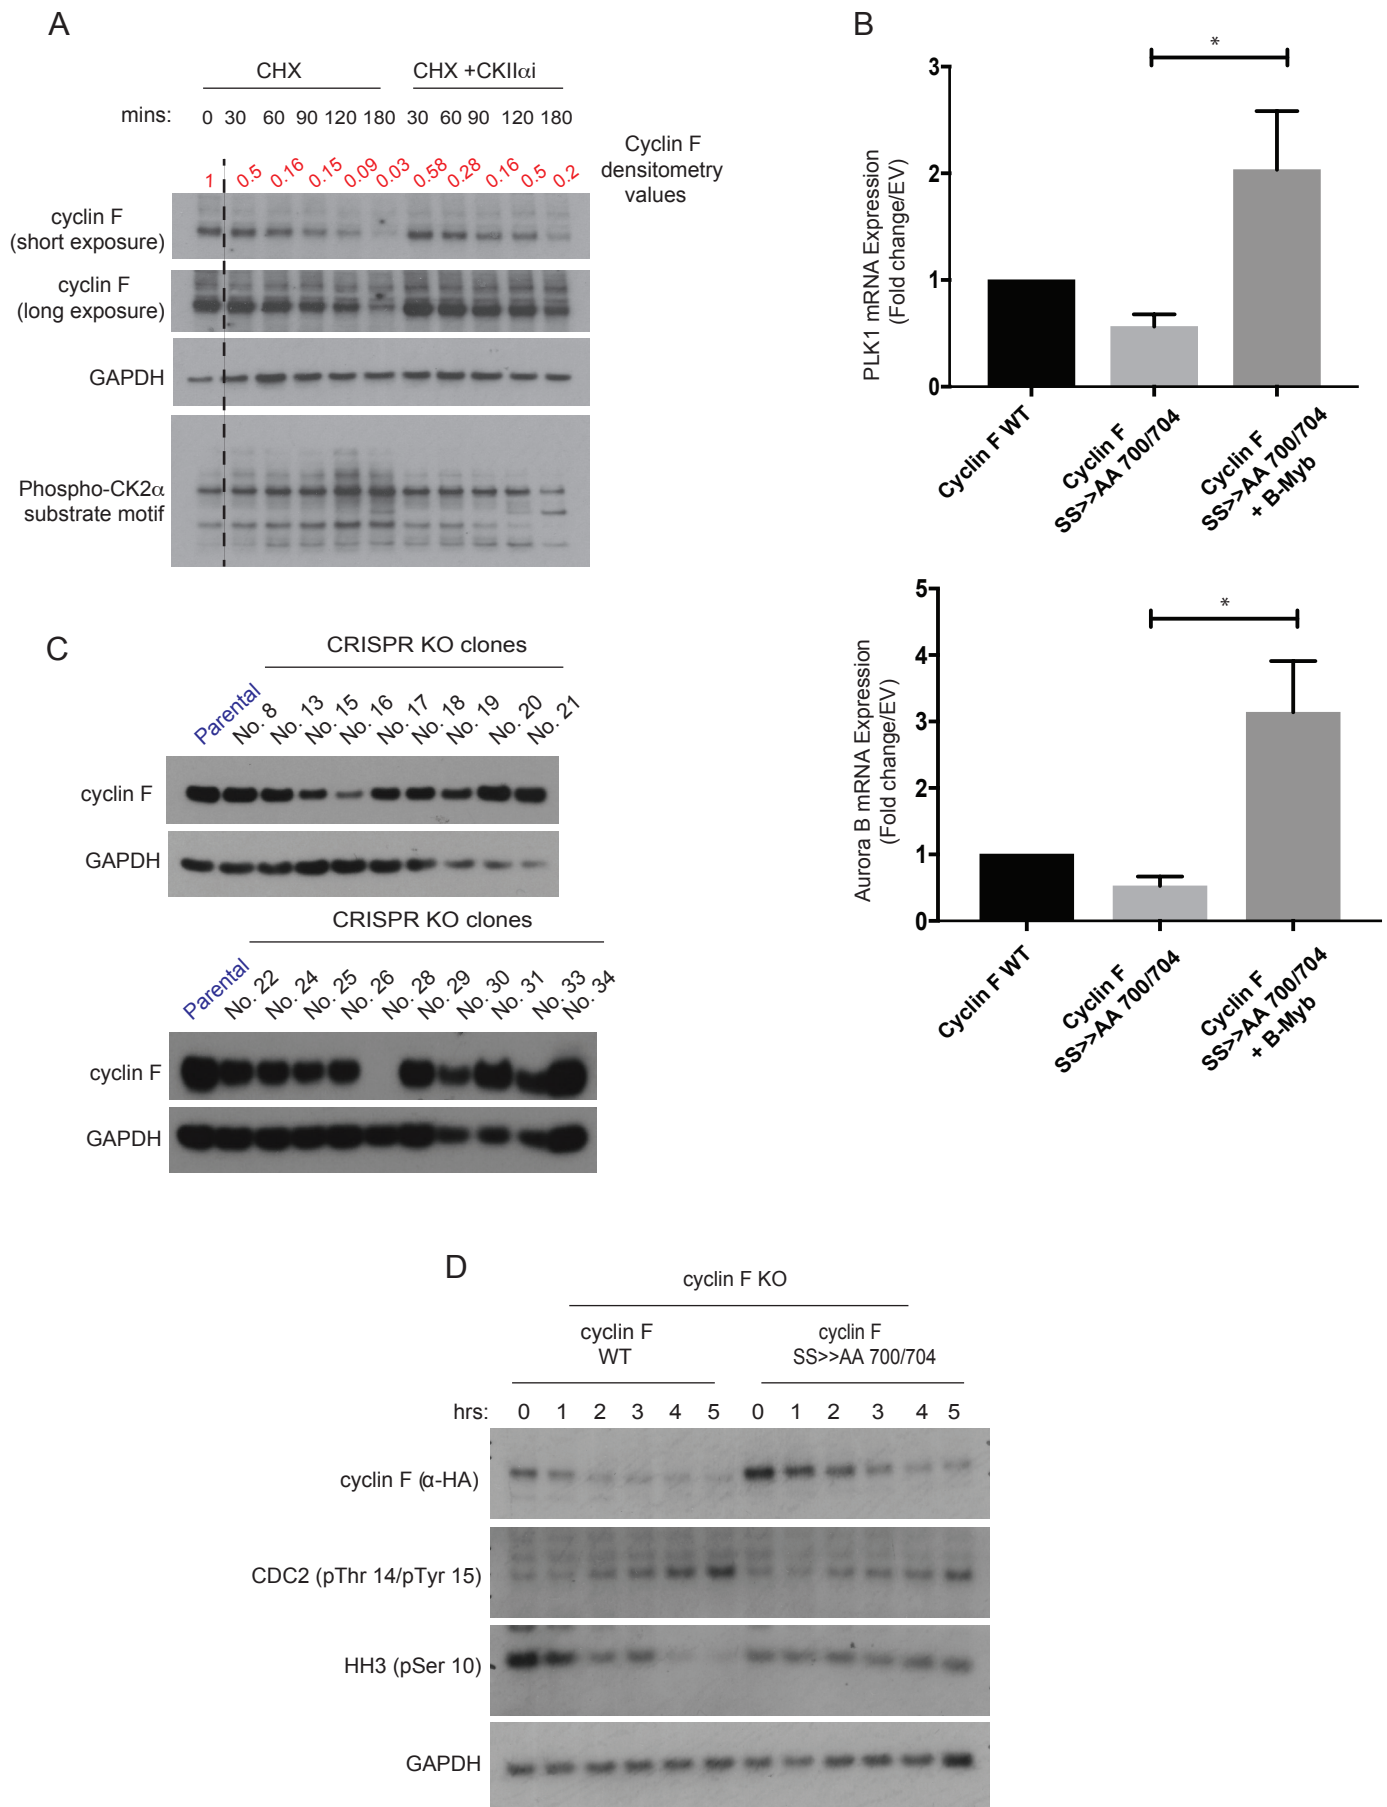 A
CHX
CHX +CKIIαi
mins:
0 30 60 90 120 180 30 60 90 120 180
1 0.5 0.16 0.15 0.09 0.03 0.58 0.28 0.16 0.5 0.2
Cyclin F
densitometry
values
cyclin F
(short exposure)
cyclin F
(long exposure)
GAPDH
Phospho-CK2α
substrate motif
B
*
PLK1 mRNA Expression
(Fold change/EV)
3
2
1
0
Cyclin F WT
Cyclin F
SS>>AA 700/704
Cyclin F
SS>>AA 700/704
+ B-Myb
*
Aurora B mRNA Expression
(Fold change/EV)
5
4
3
2
1
0
Cyclin F WT
Cyclin F
SS>>AA 700/704
Cyclin F
SS>>AA 700/704
+ B-Myb
C
CRISPR KO clones
Parental
No. 8
No. 13
No. 15
No. 16
No. 17
No. 18
No. 19
No. 20
No. 21
cyclin F
GAPDH
CRISPR KO clones
Parental
No. 22
No. 24
No. 25
No. 26
No. 28
No. 29
No. 30
No. 31
No. 33
No. 34
cyclin F
GAPDH
D
cyclin F KO
cyclin F
WT
cyclin F
SS>>AA 700/704
hrs:
0 1 2 3 4 5 0 1 2 3 4 5
cyclin F (α-HA)
CDC2 (pThr 14/pTyr 15)
HH3 (pSer 10)
GAPDH